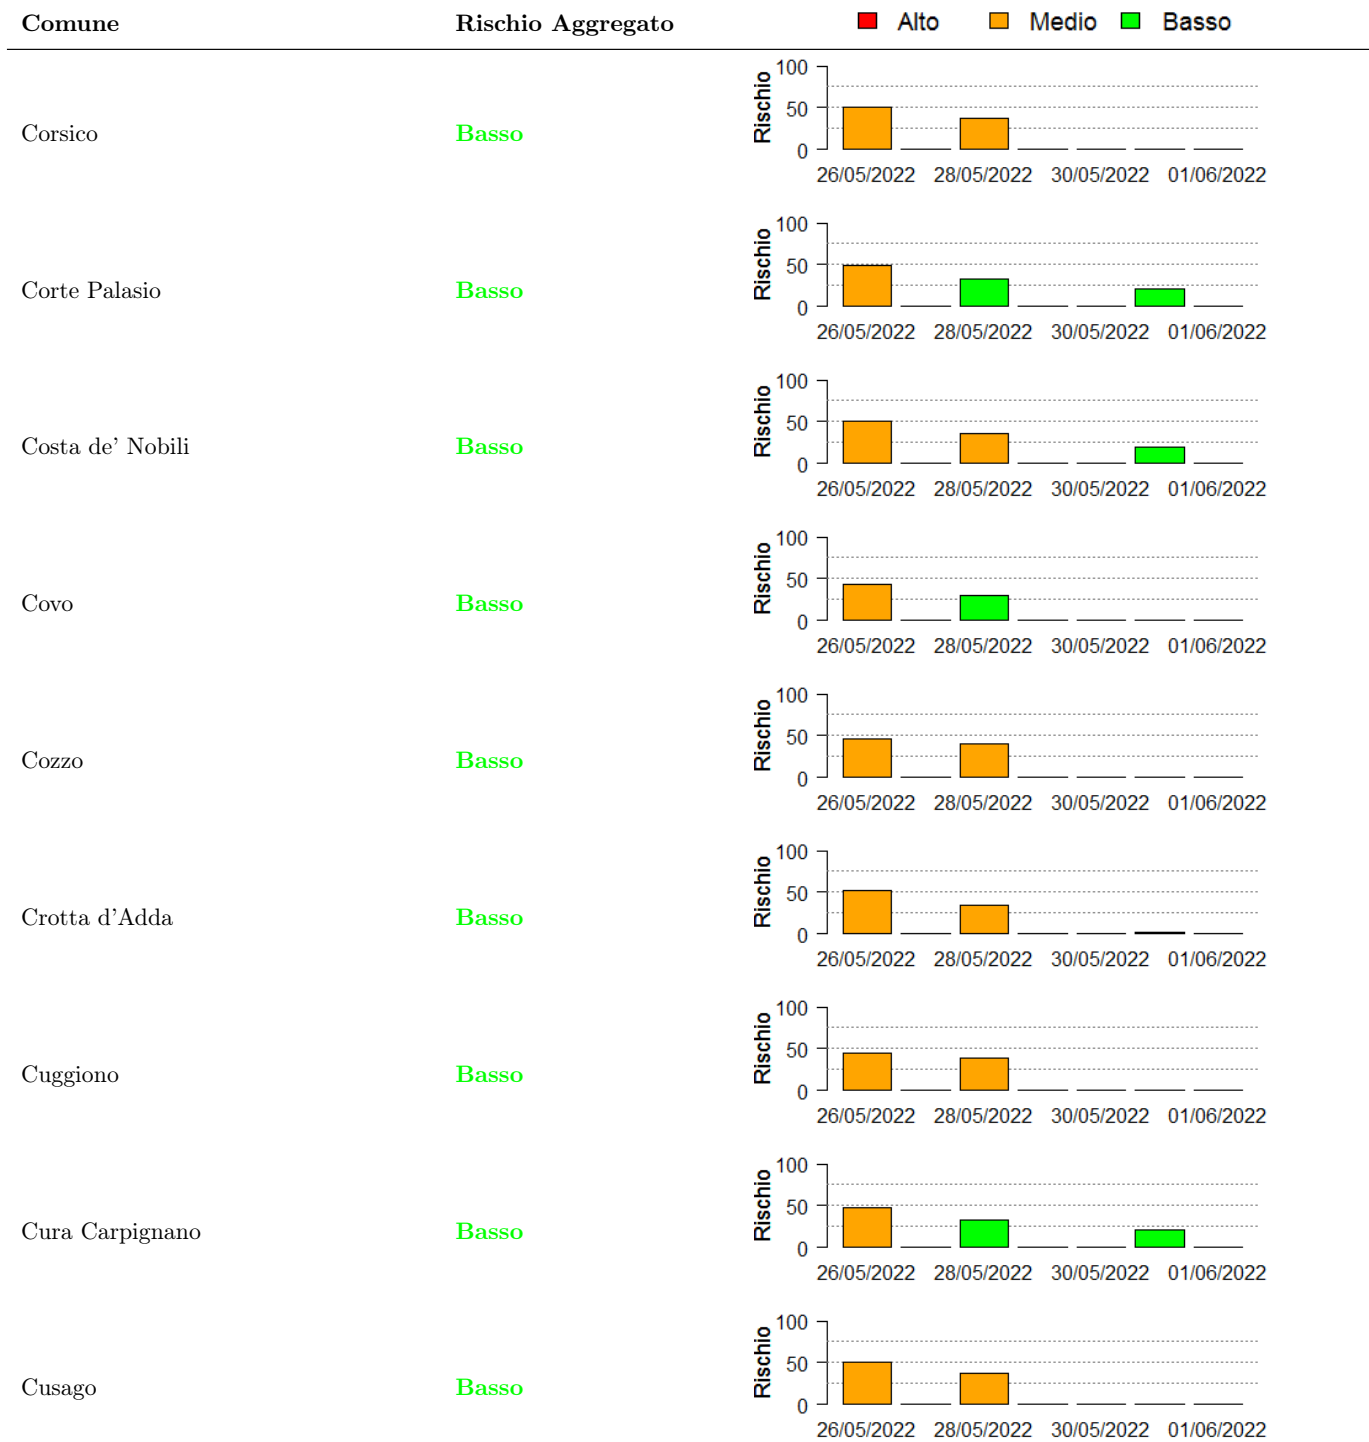 Comune Rischio Aggregato Alto Medio Basso
Corsico Basso Rischio 100 50 0
26/05/2022 28/05/2022 30/05/2022 01/06/2022
Corte Palasio Basso Rischio 100 50 0
26/05/2022 28/05/2022 30/05/2022 01/06/2022
Costa de' Nobili Basso Rischio 100 50 0
26/05/2022 28/05/2022 30/05/2022 01/06/2022
Covo Basso Rischio 100 50 0
26/05/2022 28/05/2022 30/05/2022 01/06/2022
Cozzo Basso Rischio 100 50 0
26/05/2022 28/05/2022 30/05/2022 01/06/2022
Crotta d'Adda Basso Rischio 100 50 0
26/05/2022 28/05/2022 30/05/2022 01/06/2022
Cuggiono Basso Rischio 100 50 0
26/05/2022 28/05/2022 30/05/2022 01/06/2022
Cura Carpignano Basso Rischio 100 50 0
26/05/2022 28/05/2022 30/05/2022 01/06/2022
Cusago Basso Rischio 100 50 0
26/05/2022 28/05/2022 30/05/2022 01/06/2022